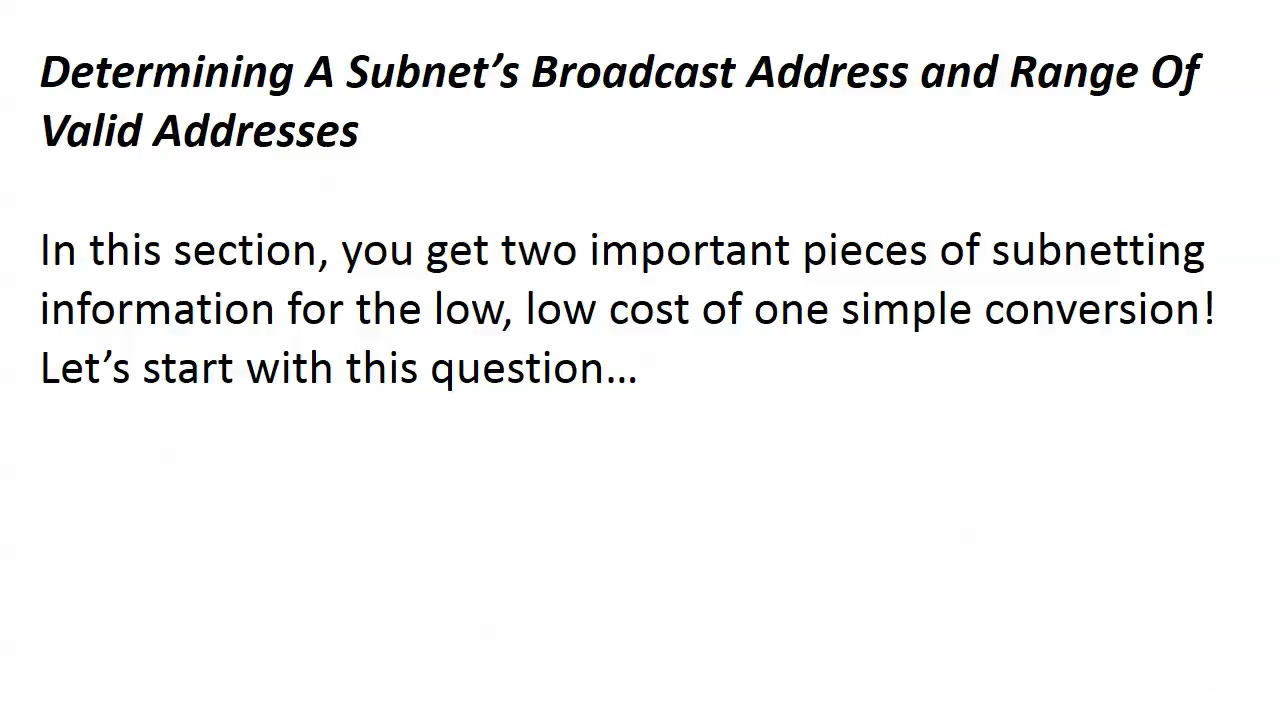 Determining A Subnet’s Broadcast Address and Range Of
Valid Addresses
In this section, you get two important pieces of subnetting
information for the low, low cost of one simple conversion!
Let’s start with this question…